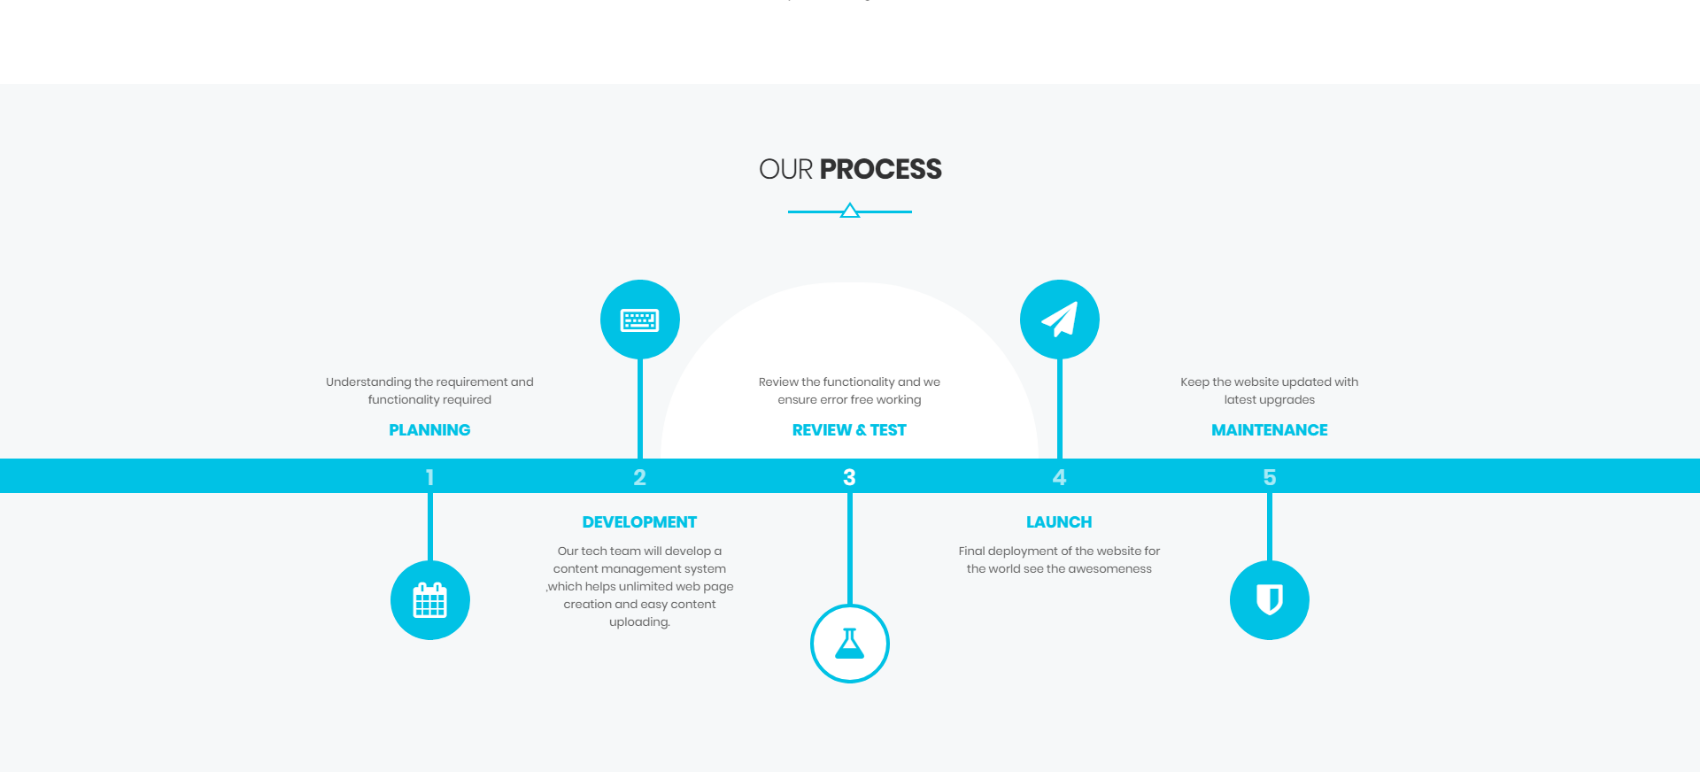 OUR PROCESS
Understanding the requirement and
functionality required
PLANNING
Review the functionality and we
ensure error free working
REVIEW & TEST
Keep the website updated with
latest upgrades
MAINTENANCE
1
2
3
4
5
DEVELOPMENT
Our tech team will develop a
content management system
,which helps unlimited web page
creation and easy content
uploading.
LAUNCH
Final deployment of the website for
the world see the awesomeness